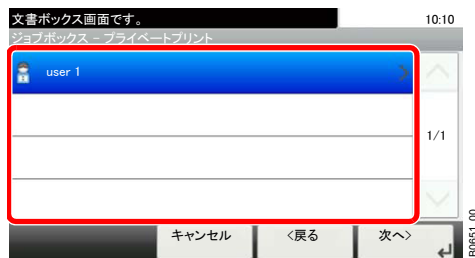 文書ボックス画面です。 10:10
ジョブボックス - プライベートプリント
user 1
1/1
キャンセル <戻る 次へ>
B0651_00